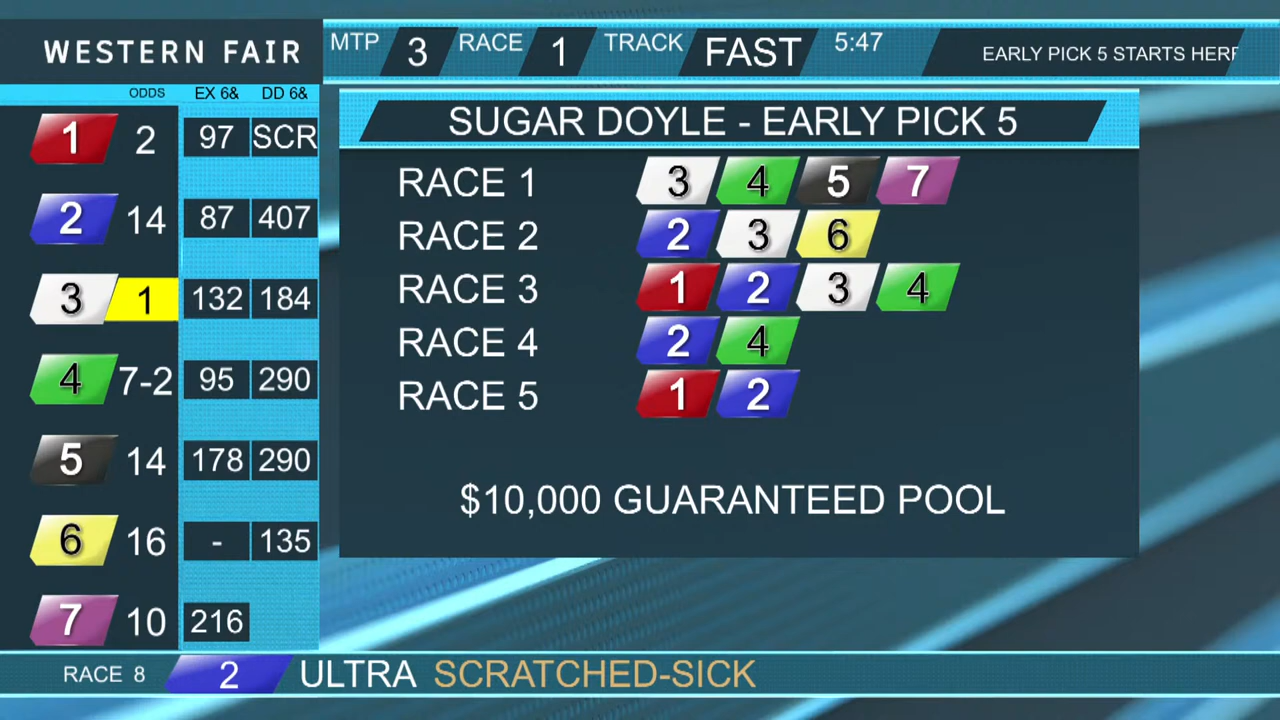 WESTERN FAIR
MTP 3 RACE 1 TRACK FAST 5:47
EARLY PICK 5 STARTS HERE
ODDS EX 6& DD 6&
1 2 97 SCR
2 14 87 407
3 1 132 184
4 7-2 95 290
5 14 178 290
6 16 - 135
7 10 216
SUGAR DOYLE - EARLY PICK 5
RACE 1 3 4 5 7
RACE 2 2 3 6
RACE 3 1 2 3 4
RACE 4 2 4
RACE 5 1 2
$10,000 GUARANTEED POOL
RACE 8 2 ULTRA SCRATCHED-SICK